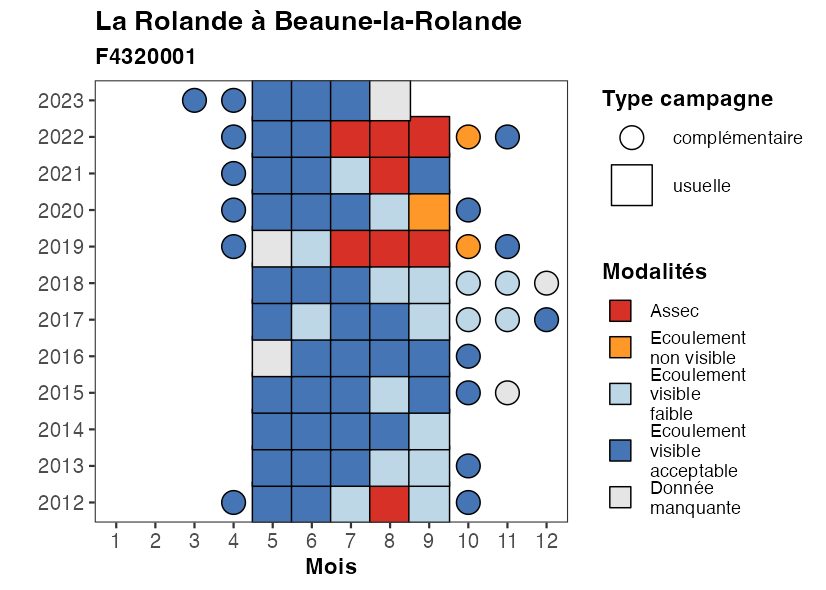 La Rolande à Beaune-la-Rolande
F4320001
2023
2022
2021
2020
2019
2018
2017
2016
2015
2014
2013
2012
1 2 3 4 5 6 7 8 9 10 11 12
Mois
Type campagne
complémentaire
usuelle
Modalités
Assec
Ecoulement
non visible
Ecoulement
visible
faible
Ecoulement
visible
acceptable
Donnée
manquante